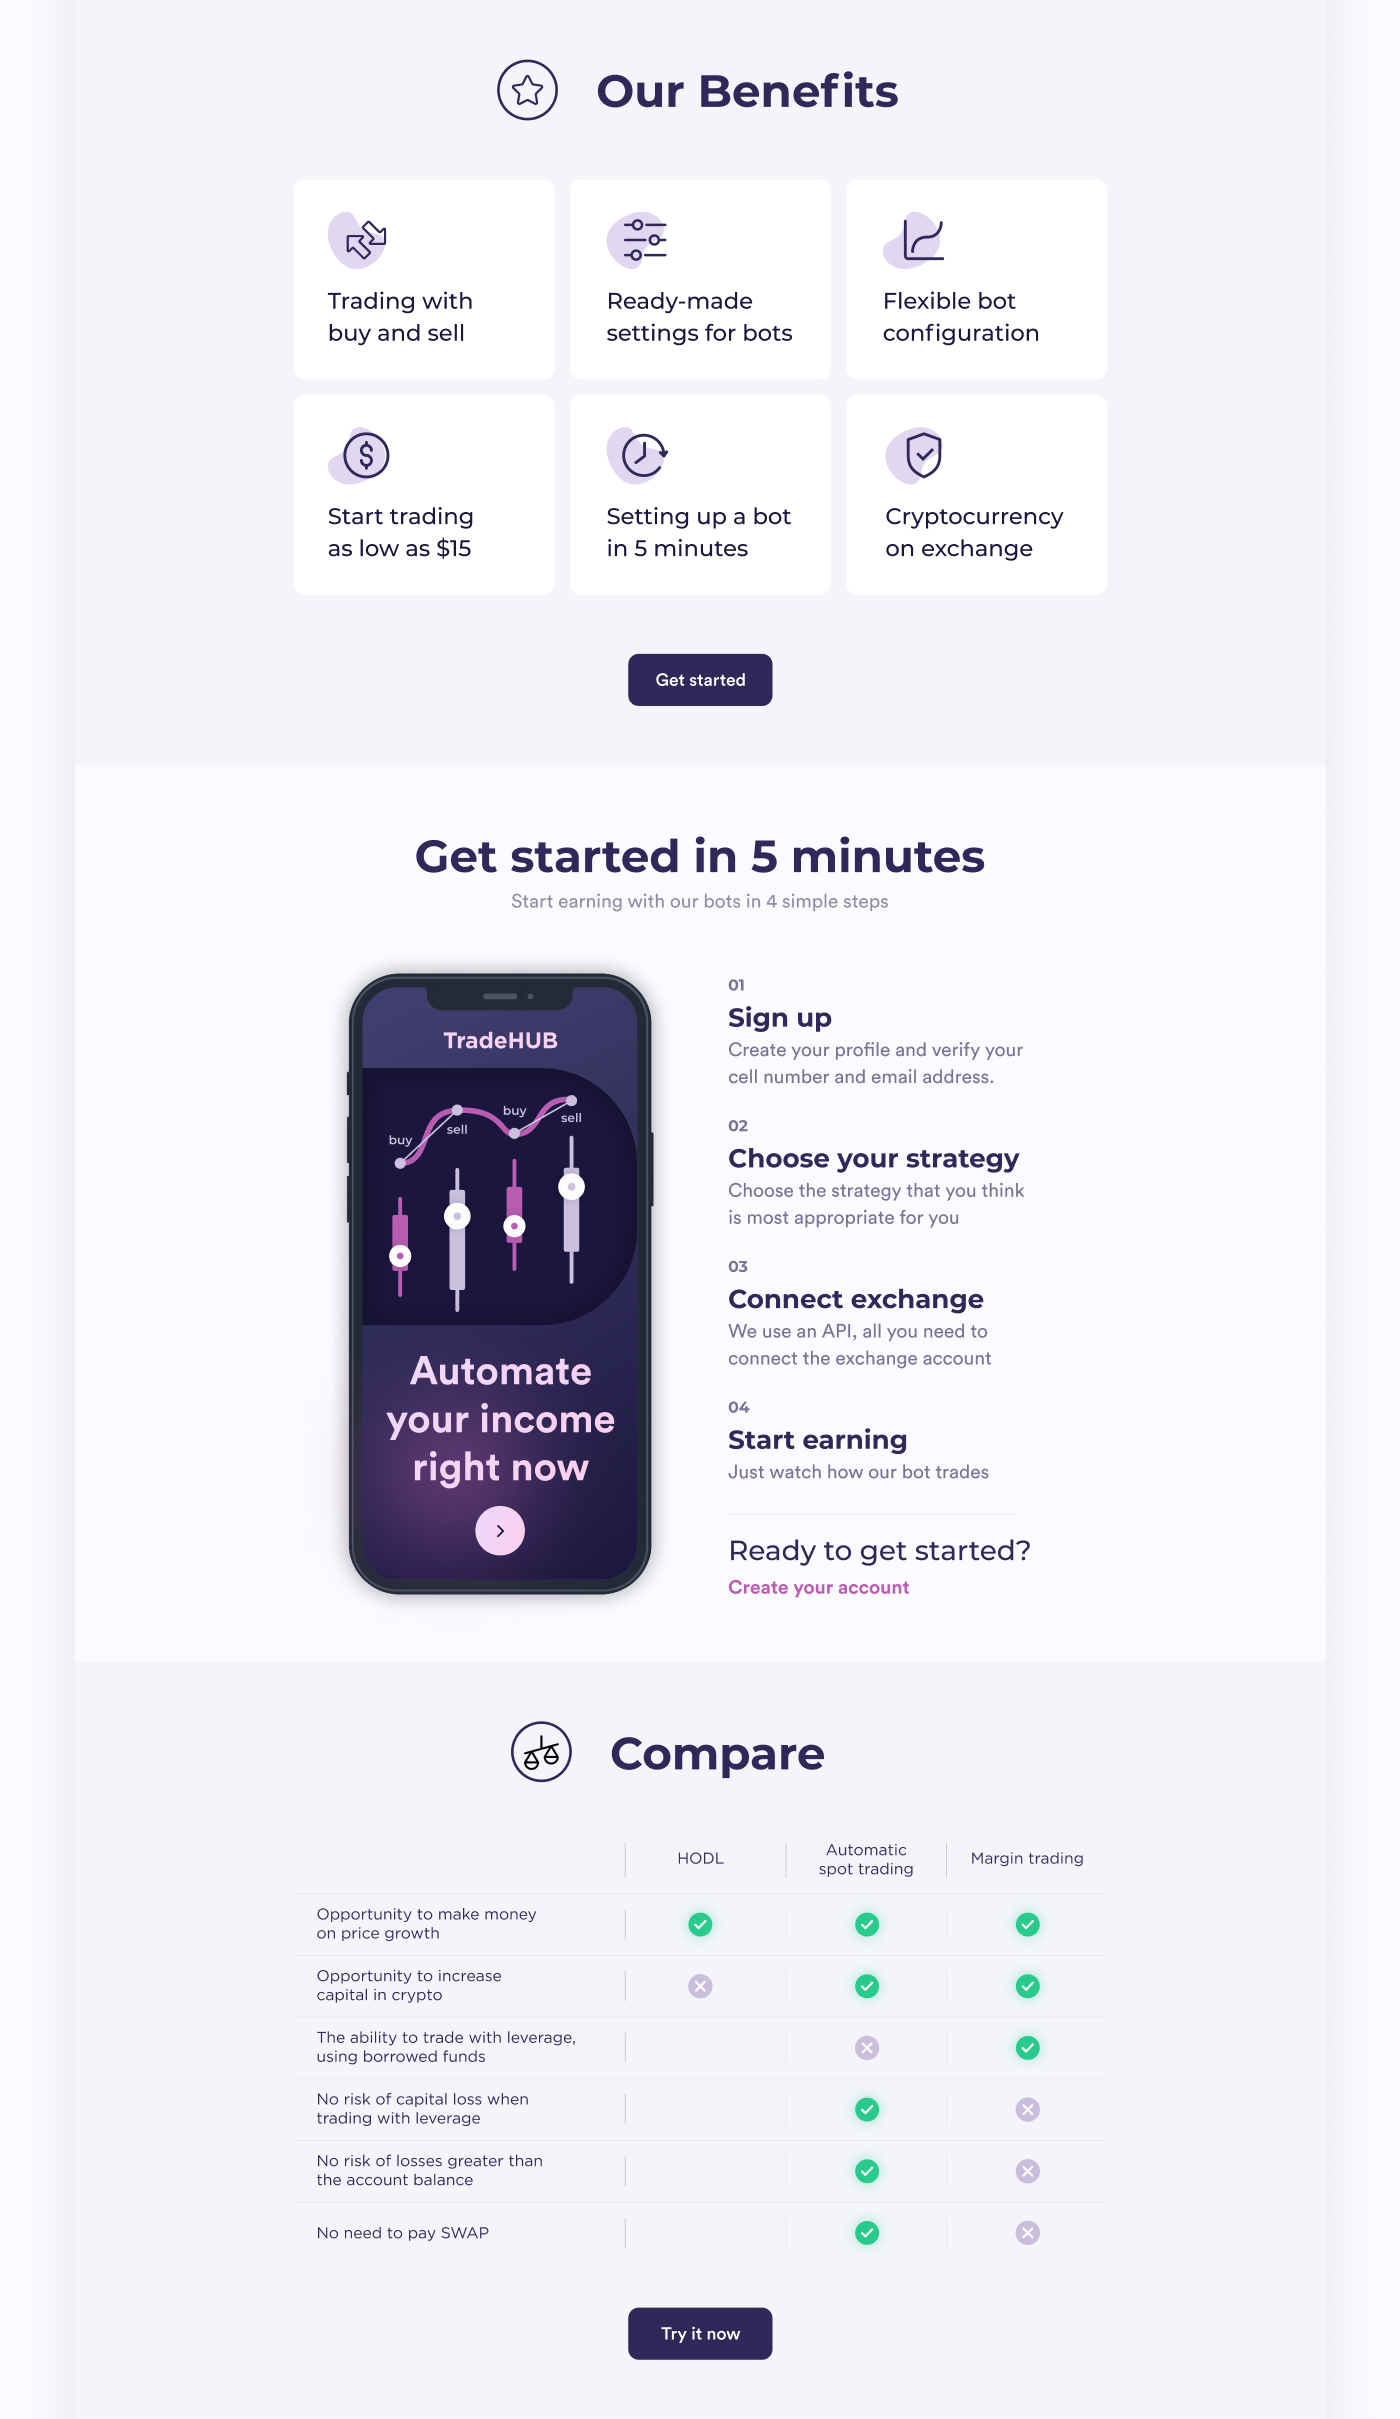 Our Benefits
Trading with
buy and sell
Ready-made
settings for bots
Flexible bot
configuration
Start trading
as low as $15
Setting up a bot
in 5 minutes
Cryptocurrency
on exchange
Get started
Get started in 5 minutes
Start earning with our bots in 4 simple steps
TradeHUB
buy
sell
buy
sell
Automate
your income
right now
01
Sign up
Create your profile and verify your
cell number and email address.
02
Choose your strategy
Choose the strategy that you think
is most appropriate for you
03
Connect exchange
We use an API, all you need to
connect the exchange account
04
Start earning
Just watch how our bot trades
Ready to get started?
Create your account
Compare
HODL
Automatic
spot trading
Margin trading
Opportunity to make money
on price growth
Opportunity to increase
capital in crypto
The ability to trade with leverage,
using borrowed funds
No risk of capital loss when
trading with leverage
No risk of losses greater than
the account balance
No need to pay SWAP
Try it now